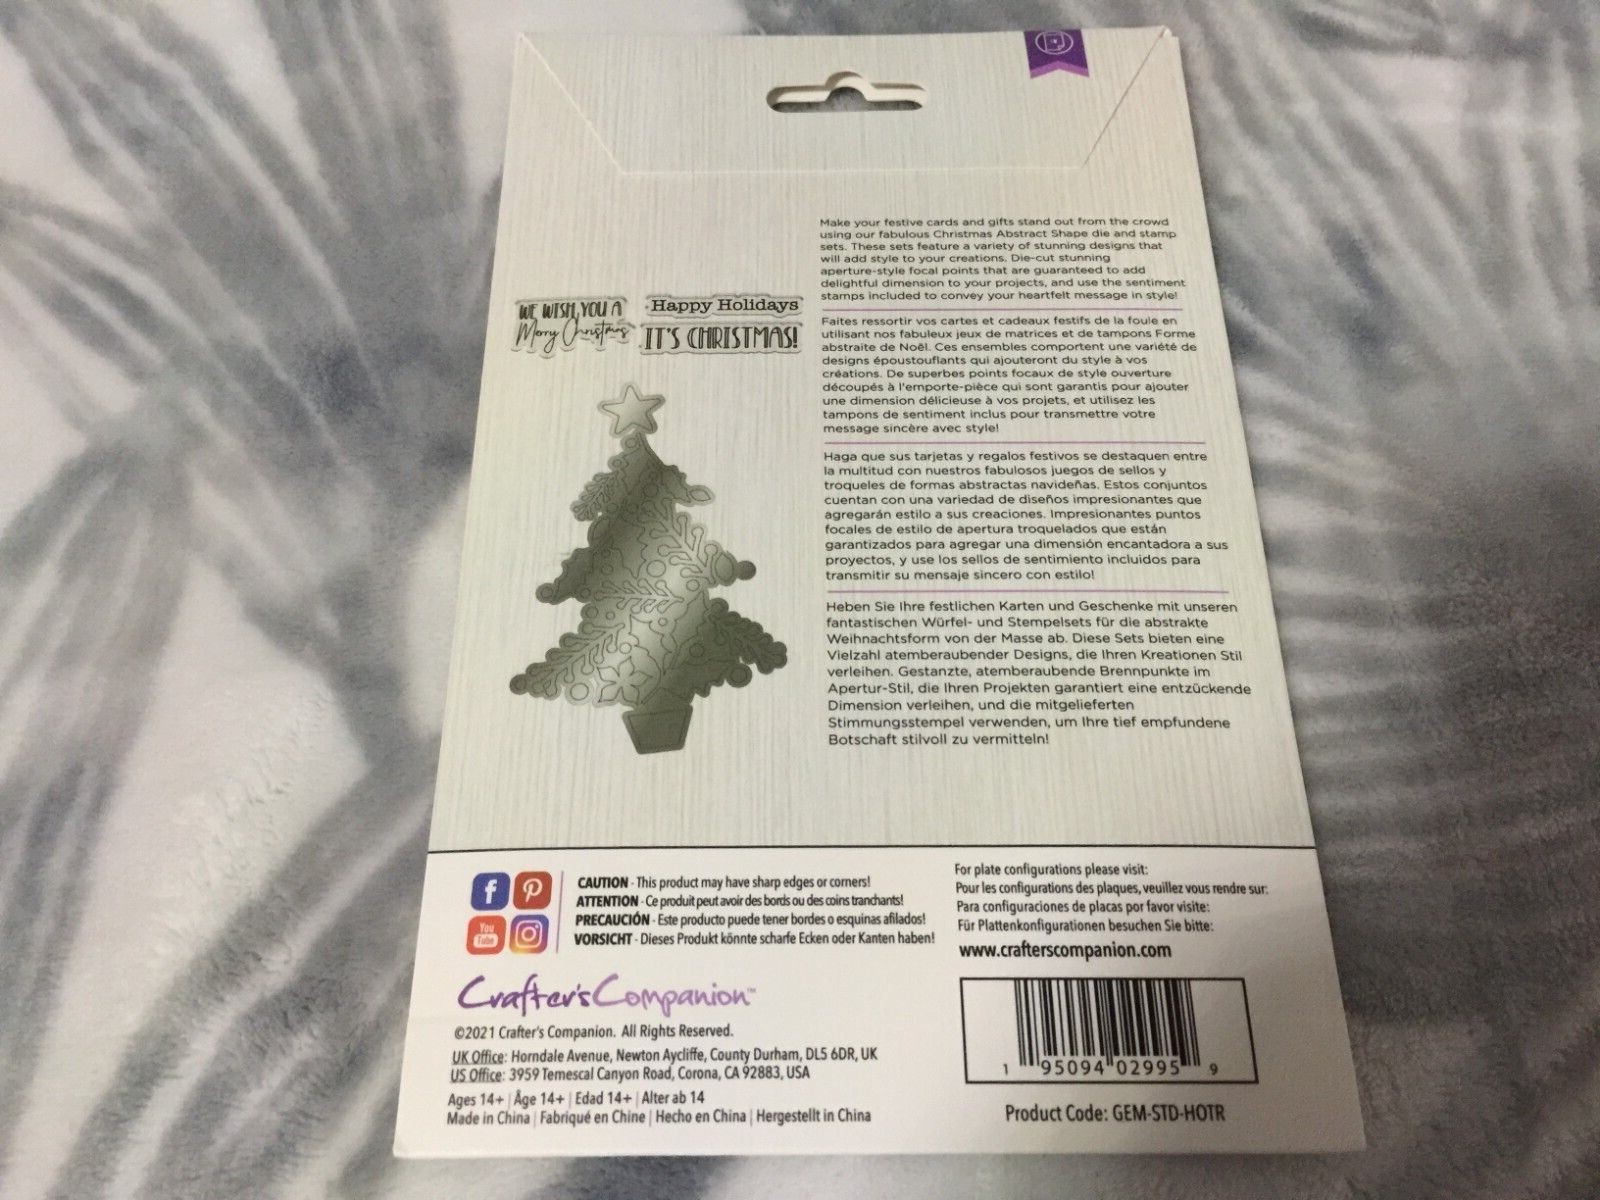 WE WISH YOU A
Merry Christmas
Happy Holidays
IT'S CHRISTMAS!
Make your festive cards and gifts stand out from the crowd
using our fabulous Christmas Abstract Shape die and stamp
sets. These sets feature a variety of stunning designs that
will add style to your creations. Die-cut stunning
aperture-style focal points that are guaranteed to add
delightful dimension to your projects, and use the sentiment
stamps included to convey your heartfelt message in style!
Faites ressortir vos cartes et cadeaux festifs de la foule en
utilisant nos fabuleux jeux de matrices et de tampons Forme
abstraite de Noël. Ces ensembles comportent une variété de
designs époustouflants qui ajouteront du style à vos
créations. De superbes points focaux de style ouverture
découpés à l'emporte-pièce qui sont garantis pour ajouter
une dimension délicieuse à vos projets, et utilisez les
tampons de sentiment inclus pour transmettre votre
message sincère avec style!
Haga que sus tarjetas y regalos festivos se destaquen entre
la multitud con nuestros fabulosos juegos de sellos y
troqueles de formas abstractas navideñas. Estos conjuntos
cuentan con una variedad de diseños impresionantes que
agregarán estilo a sus creaciones. Impresionantes puntos
focales de estilo de apertura troquelados que están
garantizados para agregar una dimensión encantadora a sus
proyectos, y use los sellos de sentimiento incluidos para
transmitir su mensaje sincero con estilo!
Heben Sie Ihre festlichen Karten und Geschenke mit unseren
fantastischen Würfel- und Stempelsets für die abstrakte
Weihnachtsform von der Masse ab. Diese Sets bieten eine
Vielzahl atemberaubender Designs, die Ihren Kreationen Stil
verleihen. Gestanzte, atemberaubende Brennpunkte im
Apertur-Stil, die Ihren Projekten garantiert eine entzückende
Dimension verleihen, und die mitgelieferten
Stimmungsstempel verwenden, um Ihre tief empfundene
Botschaft stilvoll zu vermitteln!
You
Tube
CAUTION - This product may have sharp edges or corners!
ATTENTION - Ce produit peut avoir des bords ou des coins tranchants!
PRECAUCIÓN - Este producto puede tener bordes o esquinas afilados!
VORSICHT - Dieses Produkt könnte scharfe Ecken oder Kanten haben!
For plate configurations please visit:
Pour les configurations des plaques, veuillez vous rendre sur:
Para configuraciones de placas por favor visite:
Für Plattenkonfigurationen besuchen Sie bitte:
www.crafterscompanion.com
Crafter's Companion™
©2021 Crafter's Companion. All Rights Reserved.
UK Office: Horndale Avenue, Newton Aycliffe, County Durham, DL5 6DR, UK
US Office: 3959 Temescal Canyon Road, Corona, CA 92883, USA
Ages 14+ | Âge 14+ | Edad 14+ | Alter ab 14
Made in China | Fabriqué en Chine | Hecho en China | Hergestellt in China
1 95094 02995 9
Product Code: GEM-STD-HOTR